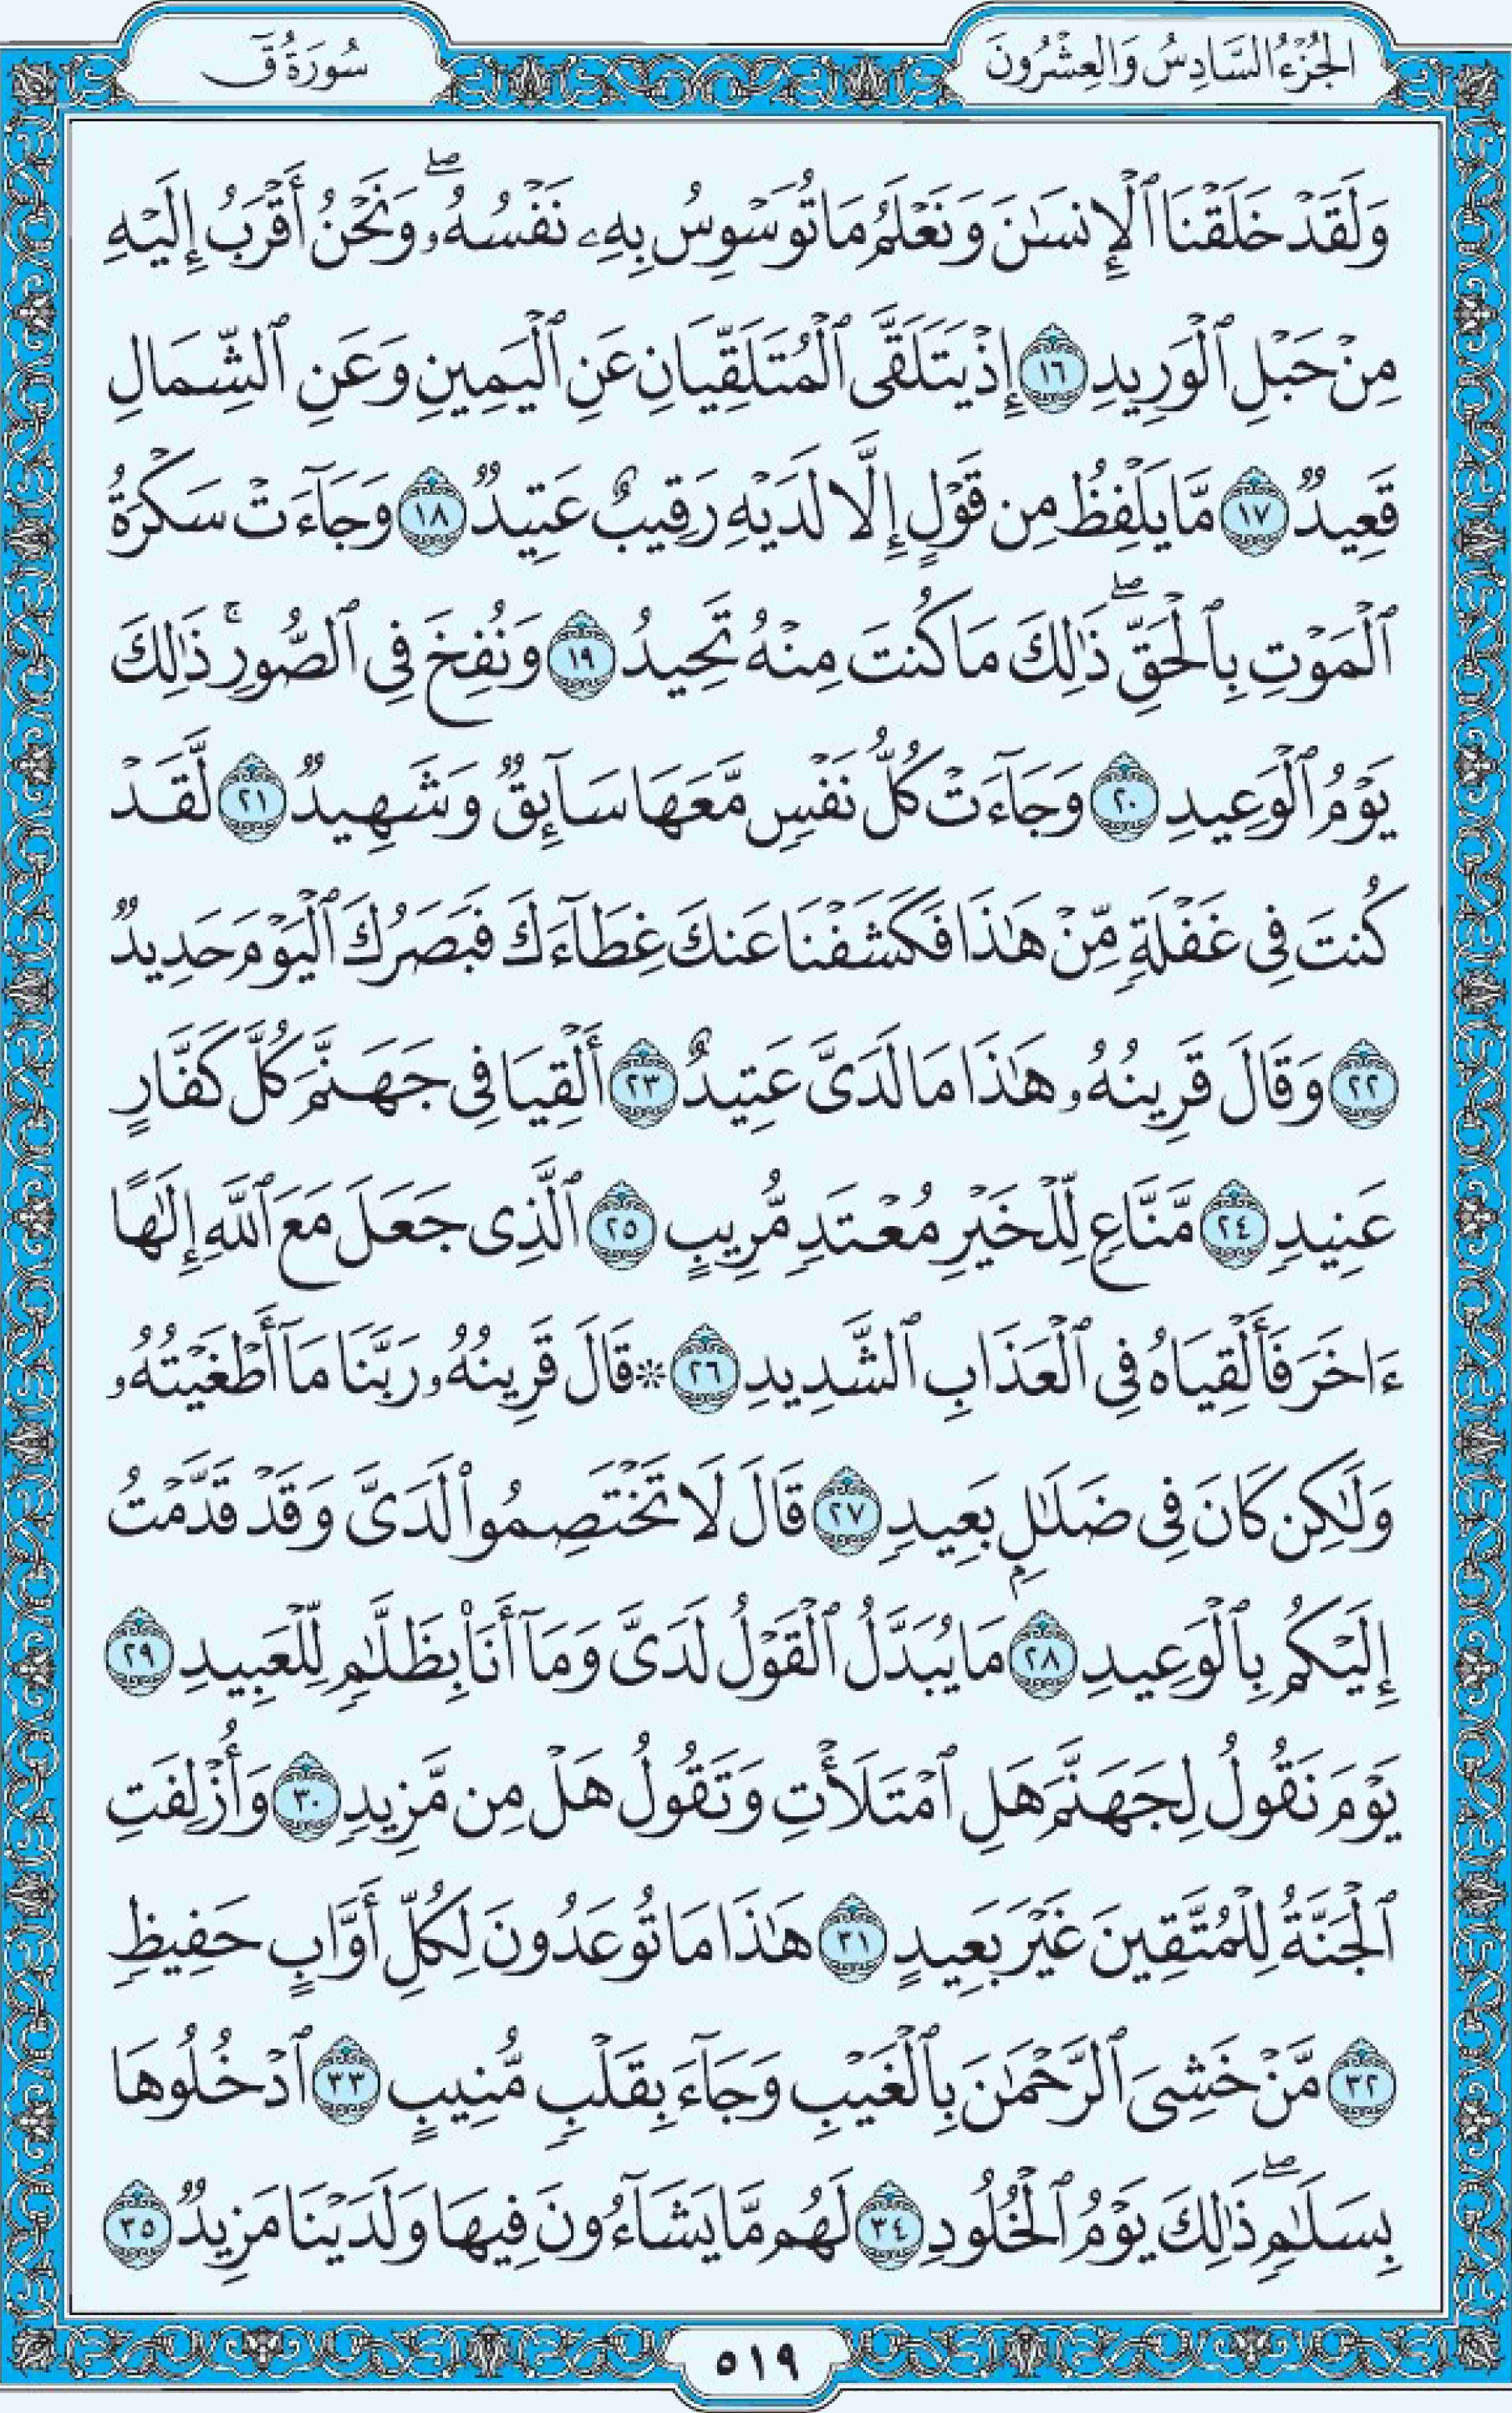 الجُزْءُ السَّادِسُ وَالعِشْرُونَ
سُورَةُ قٓ
وَلَقَدْ خَلَقْنَا ٱلْإِنسَٰنَ وَنَعْلَمُ مَا تُوَسْوِسُ بِهِۦ نَفْسُهُۥۖ وَنَحْنُ أَقْرَبُ إِلَيْهِ
مِنْ حَبْلِ ٱلْوَرِيدِ ١٦ إِذْ يَتَلَقَّى ٱلْمُتَلَقِّيَانِ عَنِ ٱلْيَمِينِ وَعَنِ ٱلشِّمَالِ
قَعِيدٌ ١٧ مَّا يَلْفِظُ مِن قَوْلٍ إِلَّا لَدَيْهِ رَقِيبٌ عَتِيدٌ ١٨ وَجَآءَتْ سَكْرَةُ
ٱلْمَوْتِ بِٱلْحَقِّۖ ذَٰلِكَ مَا كُنتَ مِنْهُ تَحِيدُ ١٩ وَنُفِخَ فِى ٱلصُّورِۚ ذَٰلِكَ
يَوْمُ ٱلْوَعِيدِ ٢٠ وَجَآءَتْ كُلُّ نَفْسٍ مَّعَهَا سَآئِقٌ وَشَهِيدٌ ٢١ لَّقَدْ
كُنتَ فِى غَفْلَةٍ مِّنْ هَٰذَا فَكَشَفْنَا عَنكَ غِطَآءَكَ فَبَصَرُكَ ٱلْيَوْمَ حَدِيدٌ
٢٢ وَقَالَ قَرِينُهُۥ هَٰذَا مَا لَدَىَّ عَتِيدٌ ٢٣ أَلْقِيَا فِى جَهَنَّمَ كُلَّ كَفَّارٍ
عَنِيدٍ ٢٤ مَّنَّاعٍ لِّلْخَيْرِ مُعْتَدٍ مُّرِيبٍ ٢٥ ٱلَّذِى جَعَلَ مَعَ ٱللَّهِ إِلَٰهًا
ءَاخَرَ فَأَلْقِيَاهُ فِى ٱلْعَذَابِ ٱلشَّدِيدِ ٢٦ * قَالَ قَرِينُهُۥ رَبَّنَا مَآ أَطْغَيْتُهُۥ
وَلَٰكِن كَانَ فِى ضَلَٰلٍۭ بَعِيدٍ ٢٧ قَالَ لَا تَخْتَصِمُوا۟ لَدَىَّ وَقَدْ قَدَّمْتُ
إِلَيْكُم بِٱلْوَعِيدِ ٢٨ مَا يُبَدَّلُ ٱلْقَوْلُ لَدَىَّ وَمَآ أَنَا۠ بِظَلَّٰمٍ لِّلْعَبِيدِ ٢٩
يَوْمَ نَقُولُ لِجَهَنَّمَ هَلِ ٱمْتَلَأْتِ وَتَقُولُ هَلْ مِن مَّزِيدٍ ٣٠ وَأُزْلِفَتِ
ٱلْجَنَّةُ لِلْمُتَّقِينَ غَيْرَ بَعِيدٍ ٣١ هَٰذَا مَا تُوعَدُونَ لِكُلِّ أَوَّابٍ حَفِيظٍ
٣٢ مَّنْ خَشِىَ ٱلرَّحْمَٰنَ بِٱلْغَيْبِ وَجَآءَ بِقَلْبٍ مُّنِيبٍ ٣٣ ٱدْخُلُوهَا
بِسَلَٰمٍۖ ذَٰلِكَ يَوْمُ ٱلْخُلُودِ ٣٤ لَهُم مَّا يَشَآءُونَ فِيهَا وَلَدَيْنَا مَزِيدٌ ٣٥
٥١٩